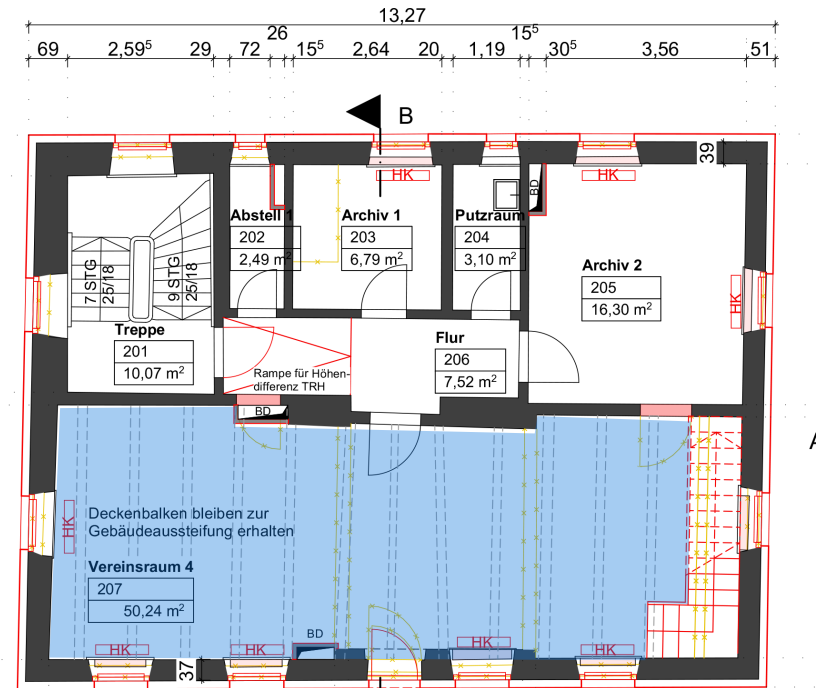 13,27
26
15⁵
69
2,59⁵
29
72
15⁵
2,64
20
1,19
30⁵
3,56
51
B
39
HK
HK
BD
Abstell 1
202
2,49 m²
Archiv 1
203
6,79 m²
Putzraum
204
3,10 m²
7 STG
25/18
9 STG
25/18
Archiv 2
205
16,30 m²
HK
Treppe
201
10,07 m²
Flur
206
7,52 m²
Rampe für Höhen-
differenz TRH
BD
A
HK
Deckenbalken bleiben zur
Gebäudeaussteifung erhalten
Vereinsraum 4
207
50,24 m²
BD
HK
HK
HK
HK
37